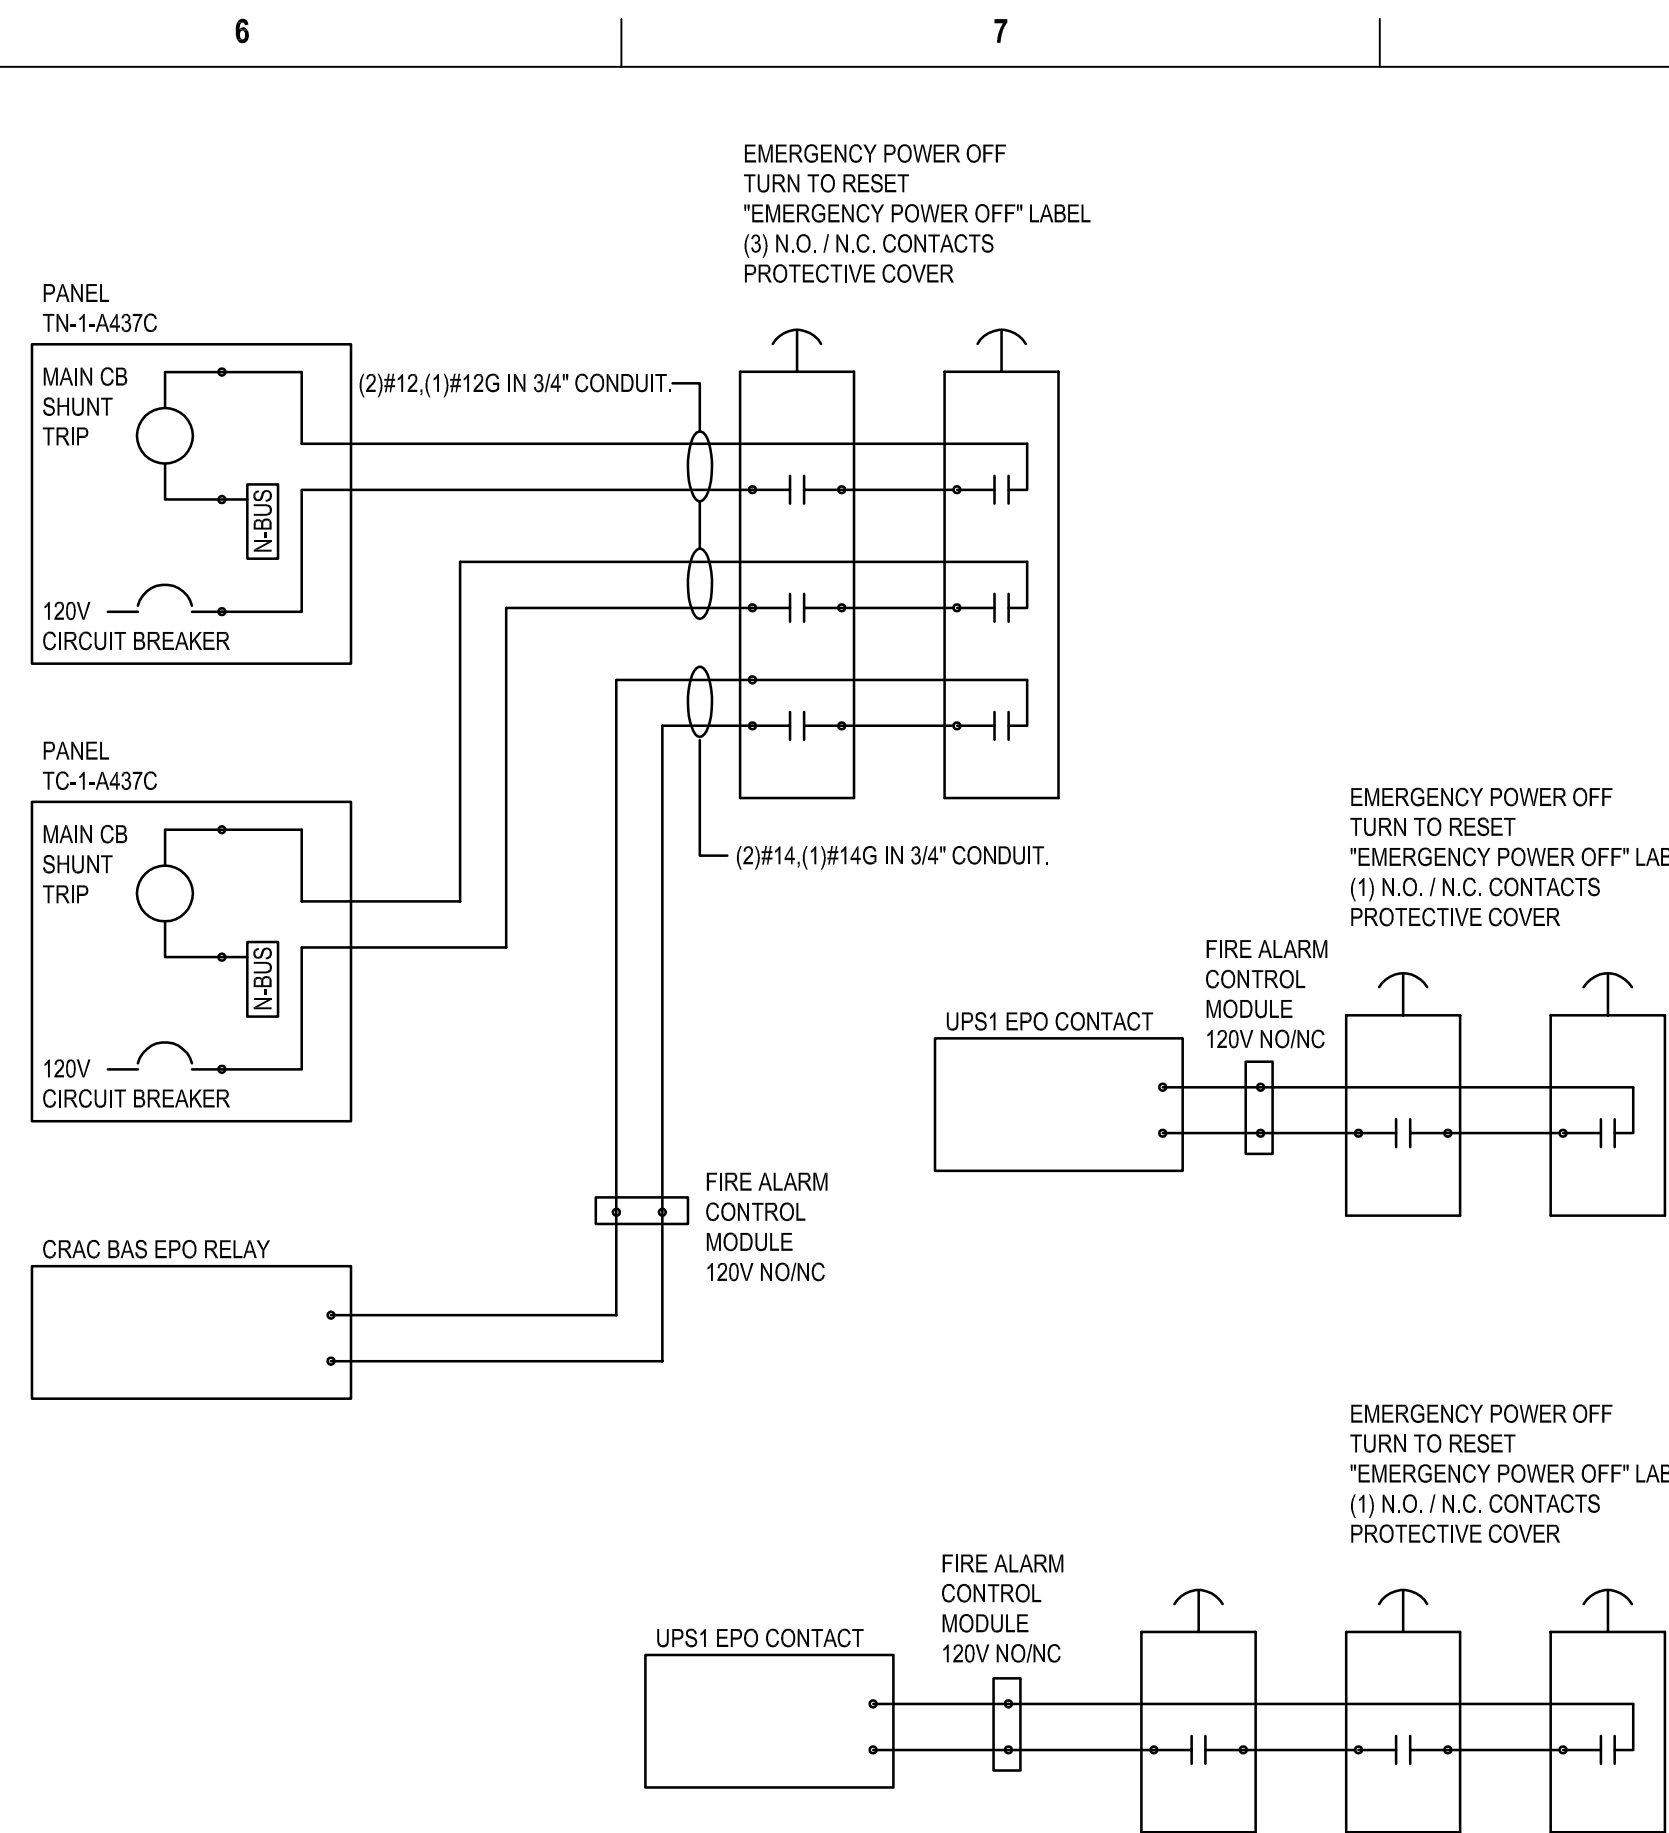 6
7
EMERGENCY POWER OFF
TURN TO RESET
"EMERGENCY POWER OFF" LABEL
(3) N.O. / N.C. CONTACTS
PROTECTIVE COVER
PANEL
TN-1-A437C
MAIN CB
SHUNT
TRIP
N-BUS
120V
CIRCUIT BREAKER
(2)#12,(1)#12G IN 3/4" CONDUIT.
PANEL
TC-1-A437C
MAIN CB
SHUNT
TRIP
N-BUS
120V
CIRCUIT BREAKER
(2)#14,(1)#14G IN 3/4" CONDUIT.
EMERGENCY POWER OFF
TURN TO RESET
"EMERGENCY POWER OFF"
(1) N.O. / N.C. CONTACTS
PROTECTIVE COVER
FIRE ALARM
CONTROL
MODULE
120V NO/NC
UPS1 EPO CONTACT
FIRE ALARM
CONTROL
MODULE
120V NO/NC
CRAC BAS EPO RELAY
EMERGENCY POWER OFF
TURN TO RESET
"EMERGENCY POWER OFF"
(1) N.O. / N.C. CONTACTS
PROTECTIVE COVER
FIRE ALARM
CONTROL
MODULE
120V NO/NC
UPS1 EPO CONTACT